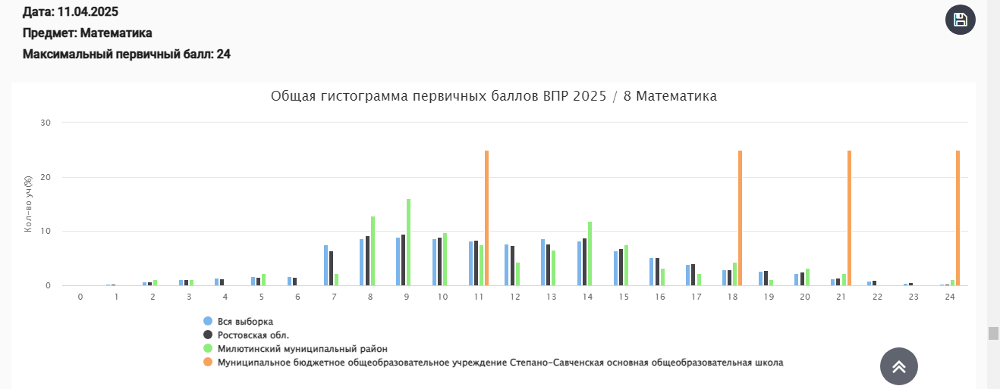 Дата: 11.04.2025
Предмет: Математика
Максимальный первичный балл: 24
Общая гистограмма первичных баллов ВПР 2025 / 8 Математика
Кол-во уч(%)
30
20
10
0
0 1 2 3 4 5 6 7 8 9 10 11 12 13 14 15 16 17 18 19 20 21 22 23 24
Вся выборка
Ростовская обл.
Милютинский муниципальный район
Муниципальное бюджетное общеобразовательное учреждение Степано-Савченская основная общеобразовательная школа